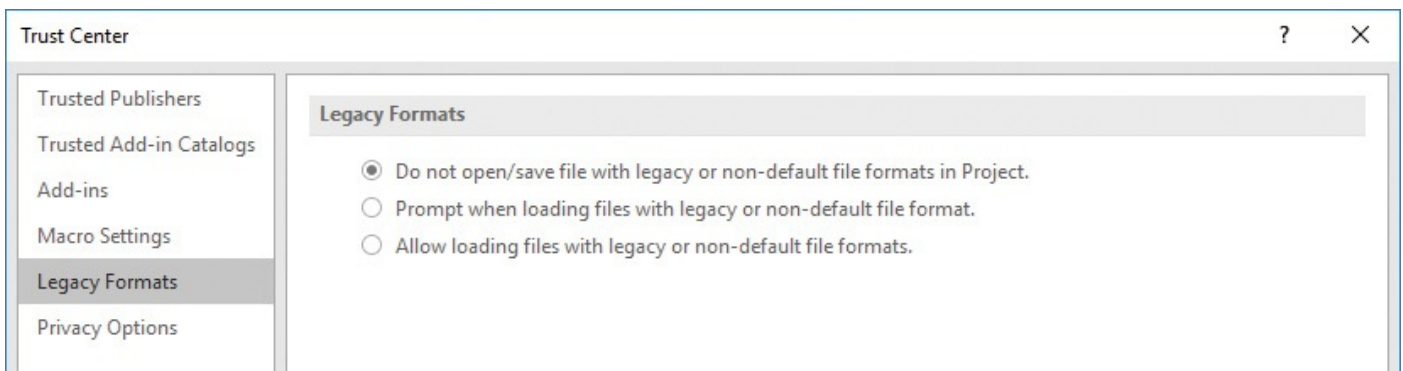 Trust Center ? ×
Trusted Publishers
Trusted Add-in Catalogs
Add-ins
Macro Settings
Legacy Formats
Privacy Options
Legacy Formats
Do not open/save file with legacy or non-default file formats in Project.
Prompt when loading files with legacy or non-default file format.
Allow loading files with legacy or non-default file formats.